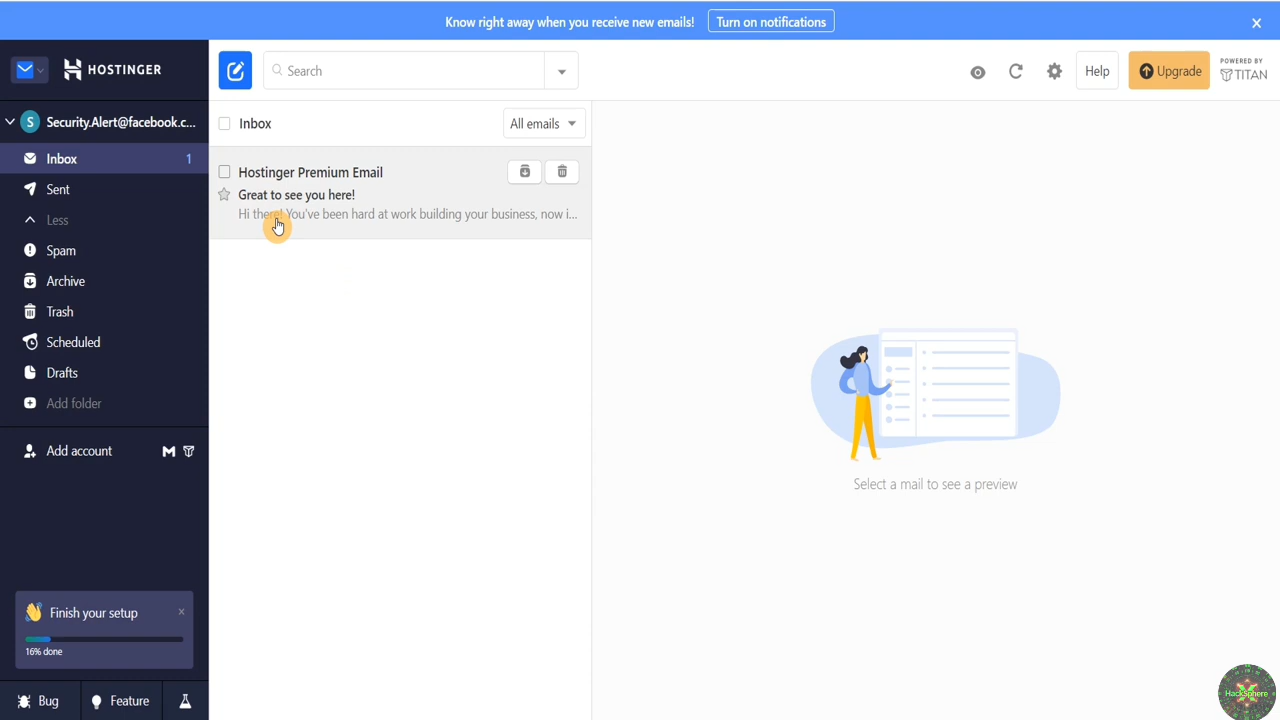 Know right away when you receive new emails! Turn on notifications
HOSTINGER
Search
Help
Upgrade
POWERED BY
TITAN
Security.Alert@facebook.c...
Inbox 1
Sent
Less
Spam
Archive
Trash
Scheduled
Drafts
Add folder
Add account
Finish your setup
16% done
Bug
Feature
Inbox
All emails
Hostinger Premium Email
Great to see you here!
Hi there! You've been hard at work building your business, now i...
Select a mail to see a preview
HackSphere